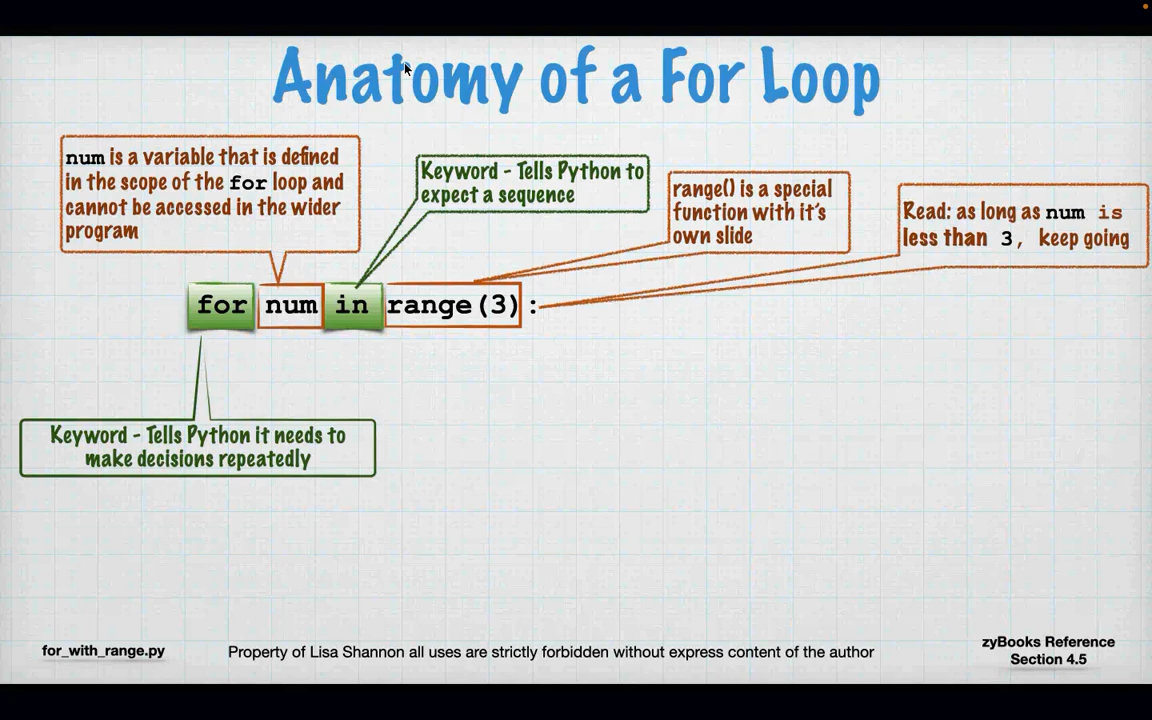 Anatomy of a For Loop
num is a variable that is defined
in the scope of the for loop and
cannot be accessed in the wider
program
Keyword - Tells Python to
expect a sequence
range() is a special
function with it's
own slide
Read: as long as num is
less than 3, keep going
for num in range(3):
Keyword - Tells Python it needs to
make decisions repeatedly
for_with_range.py
Property of Lisa Shannon all uses are strictly forbidden without express content of the author
zyBooks Reference
Section 4.5